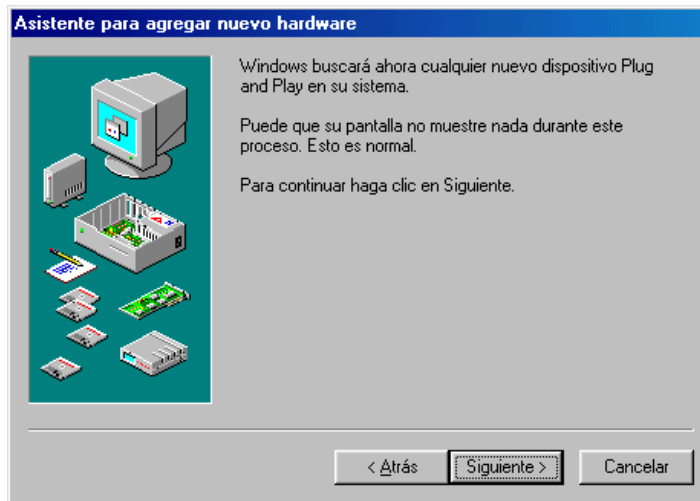 Asistente para agregar nuevo hardware
Windows buscará ahora cualquier nuevo dispositivo Plug
and Play en su sistema.
Puede que su pantalla no muestre nada durante este
proceso. Esto es normal.
Para continuar haga clic en Siguiente.
< Atrás
Siguiente >
Cancelar